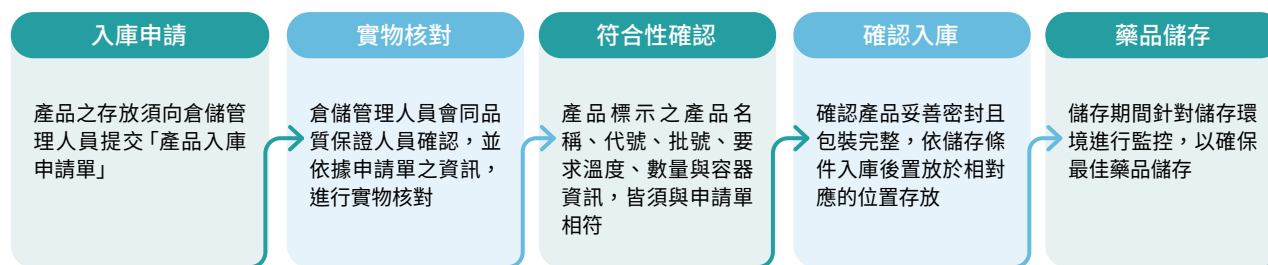 入庫申請
產品之存放須向倉儲管
理人員提交「產品入庫
申請單」
實物核對
倉儲管理人員會同品
質保證人員確認，並
依據申請單之資訊，
進行實物核對
符合性確認
產品標示之產品名
稱、代號、批號、要
求溫度、數量與容器
資訊，皆須與申請單
相符
確認入庫
確認產品妥善密封且
包裝完整，依儲存條
件入庫後置放於相對
應的位置存放
藥品儲存
儲存期間針對儲存環
境進行監控，以確保
最佳藥品儲存